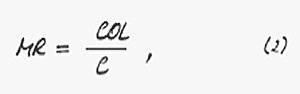 MR = COL / C , (2)